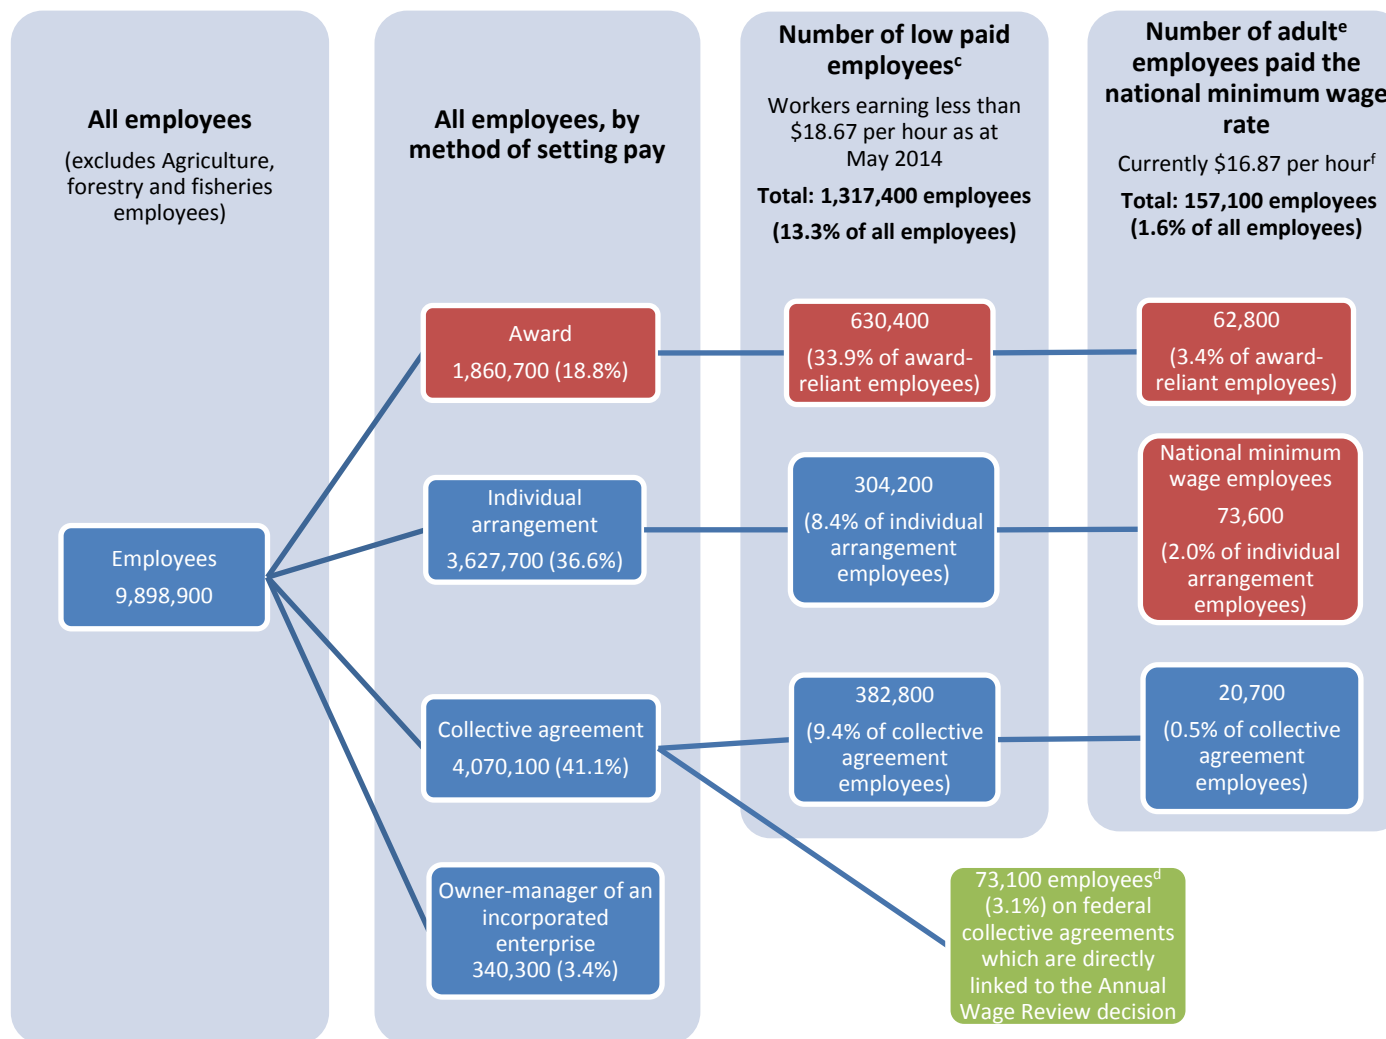 All employees
(excludes Agriculture,
forestry and fisheries
employees)
All employees, by
method of setting pay
Number of low paid
employeesᶜ
Workers earning less than
$18.67 per hour as at
May 2014
Total: 1,317,400 employees
(13.3% of all employees)
Number of adultᵉ
employees paid the
national minimum wage
rate
Currently $16.87 per hourᶠ
Total: 157,100 employees
(1.6% of all employees)
Employees
9,898,900
Award
1,860,700 (18.8%)
630,400
(33.9% of award-
reliant employees)
62,800
(3.4% of award-
reliant employees)
Individual
arrangement
3,627,700 (36.6%)
304,200
(8.4% of individual
arrangement
employees)
National minimum
wage employees
73,600
(2.0% of individual
arrangement
employees)
Collective agreement
4,070,100 (41.1%)
382,800
(9.4% of collective
agreement
employees)
20,700
(0.5% of collective
agreement
employees)
Owner-manager of an
incorporated
enterprise
340,300 (3.4%)
73,100 employeesᵈ
(3.1%) on federal
collective agreements
which are directly
linked to the Annual
Wage Review decision